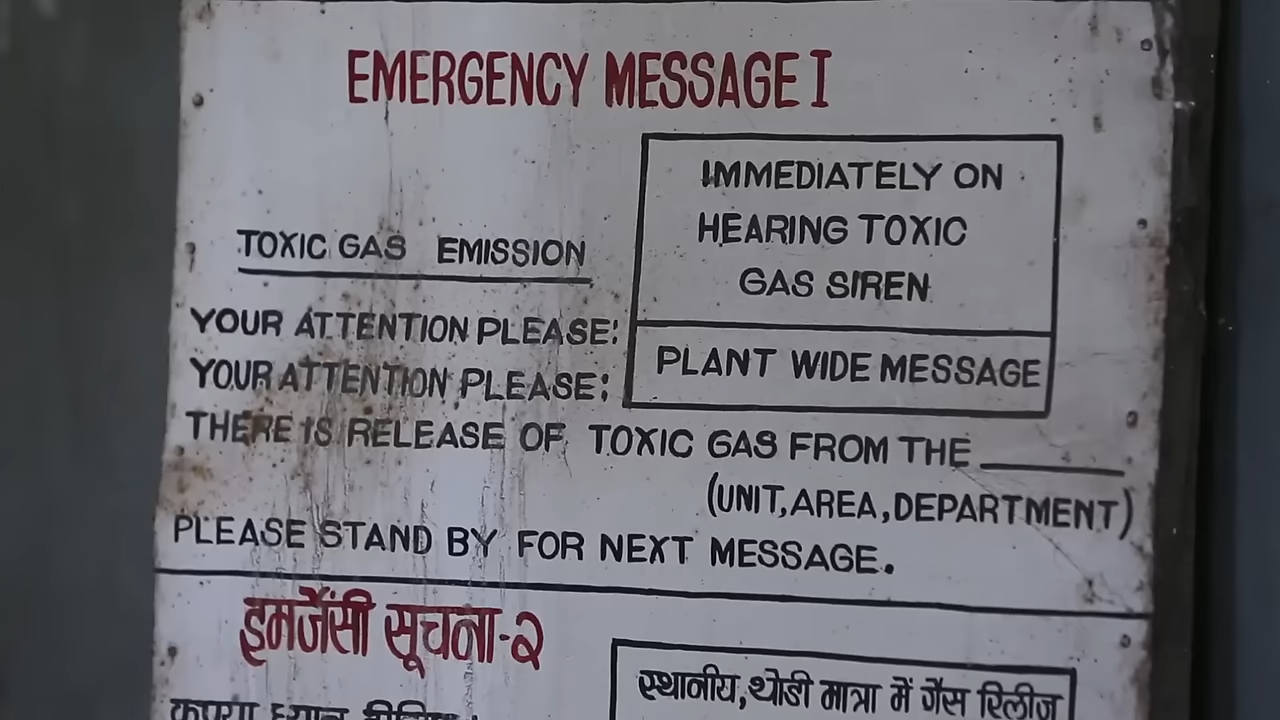 EMERGENCY MESSAGE I
IMMEDIATELY ON
HEARING TOXIC
GAS SIREN
PLANT WIDE MESSAGE
TOXIC GAS EMISSION
YOUR ATTENTION PLEASE:
YOUR ATTENTION PLEASE:
THERE IS RELEASE OF TOXIC GAS FROM THE ______
(UNIT, AREA, DEPARTMENT)
PLEASE STAND BY FOR NEXT MESSAGE.
इमर्जेंसी सूचना-२
स्थानीय, थोडी मात्रा में गैस रिलीज